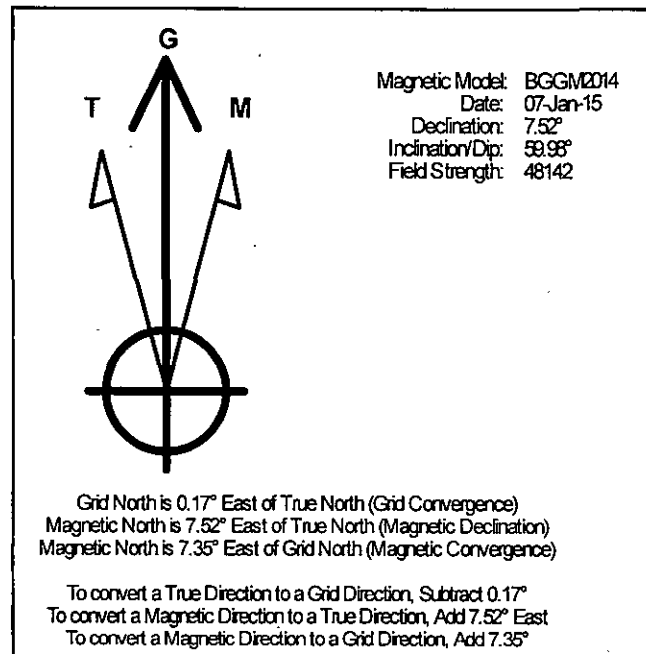 G
T
M
Magnetic Model: BGGM2014
Date: 07-Jan-15
Declination: 7.52°
Inclination/Dip: 59.98°
Field Strength: 48142
Grid North is 0.17° East of True North (Grid Convergence)
Magnetic North is 7.52° East of True North (Magnetic Declination)
Magnetic North is 7.35° East of Grid North (Magnetic Convergence)
To convert a True Direction to a Grid Direction, Subtract 0.17°
To convert a Magnetic Direction to a True Direction, Add 7.52° East
To convert a Magnetic Direction to a Grid Direction, Add 7.35°